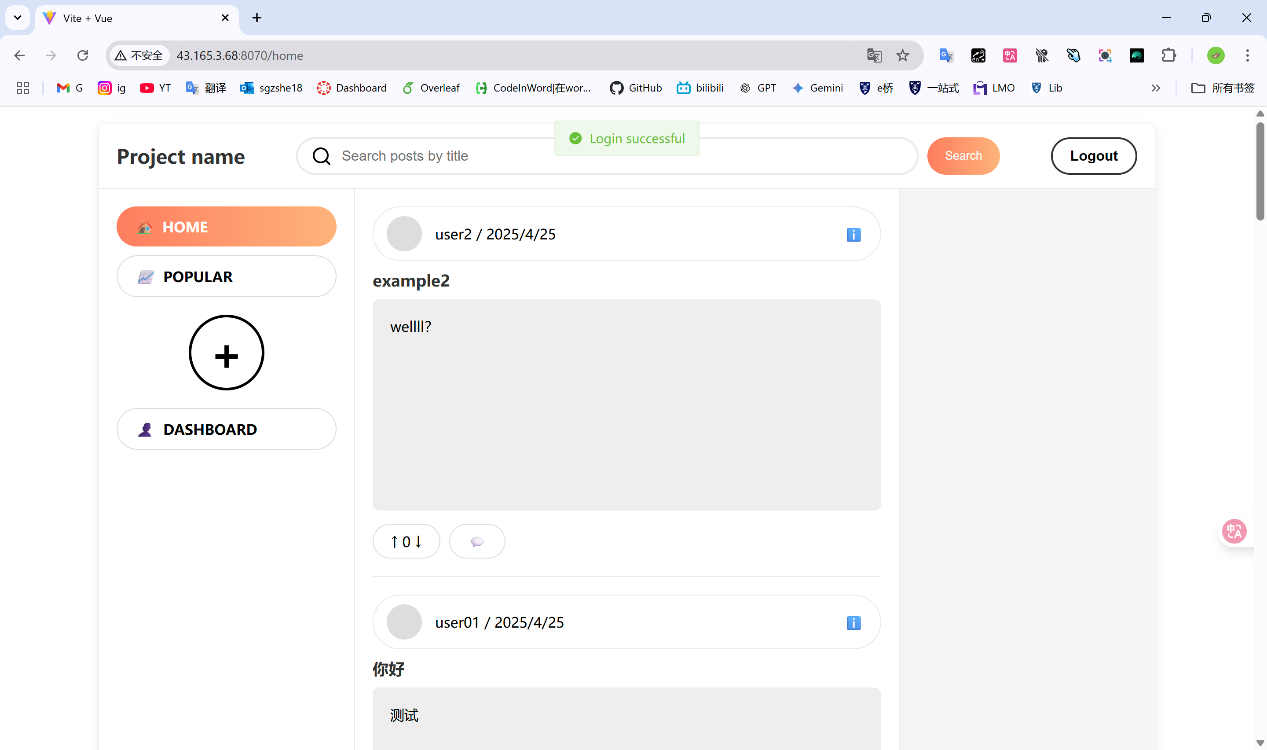 Vite + Vue
不安全 43.165.3.68:8070/home
G ig YT 翻译 sgzshe18 Dashboard Overleaf CodeInWord|在wor... GitHub bilibili GPT Gemini e桥 一站式 LMO Lib 所有书签
Login successful
Project name Search posts by title Search Logout
HOME
POPULAR
+
DASHBOARD
user2 / 2025/4/25
example2
wellll?
↑ 0 ↓
user01 / 2025/4/25
你好
测试